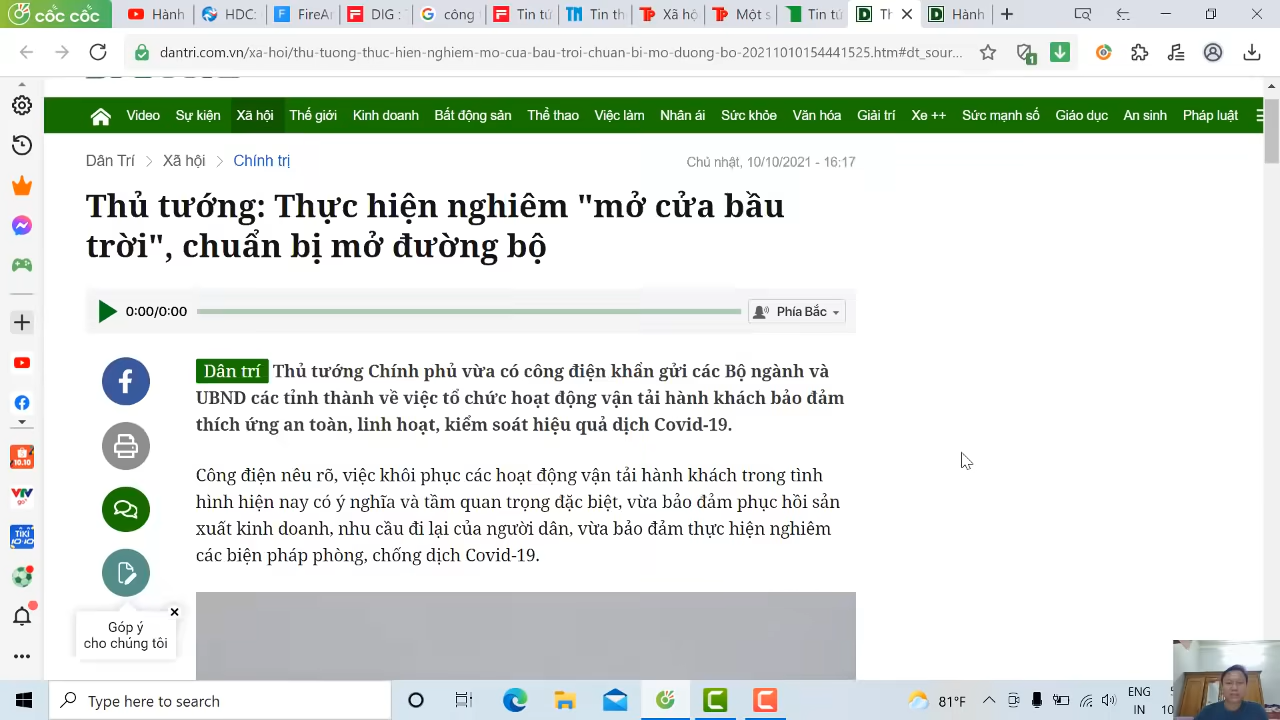 cốc cốc
Hành
HDC:
FireAr
DIG :
công
Tin tứ
Tin th
Xã hộ
Một s
Tin tứ
Th
Hành
dantri.com.vn/xa-hoi/thu-tuong-thuc-hien-nghiem-mo-cua-bau-troi-chuan-bi-mo-duong-bo-20211010154441525.htm#dt_sour...
1
Video Sự kiện Xã hội Thế giới Kinh doanh Bất động sản Thể thao Việc làm Nhân ái Sức khỏe Văn hóa Giải trí Xe ++ Sức mạnh số Giáo dục An sinh Pháp luật
Dân Trí > Xã hội > Chính trị
Chủ nhật, 10/10/2021 - 16:17
Thủ tướng: Thực hiện nghiêm "mở cửa bầu
trời", chuẩn bị mở đường bộ
0:00/0:00
Phía Bắc
Dân trí Thủ tướng Chính phủ vừa có công điện khẩn gửi các Bộ ngành và
UBND các tỉnh thành về việc tổ chức hoạt động vận tải hành khách bảo đảm
thích ứng an toàn, linh hoạt, kiểm soát hiệu quả dịch Covid-19.
Công điện nêu rõ, việc khôi phục các hoạt động vận tải hành khách trong tình
hình hiện nay có ý nghĩa và tầm quan trọng đặc biệt, vừa bảo đảm phục hồi sản
xuất kinh doanh, nhu cầu đi lại của người dân, vừa bảo đảm thực hiện nghiêm
các biện pháp phòng, chống dịch Covid-19.
10.10
VTV
go
TIKI
10 10
Góp ý
cho chúng tôi
Type here to search
81°F
ENG
IN